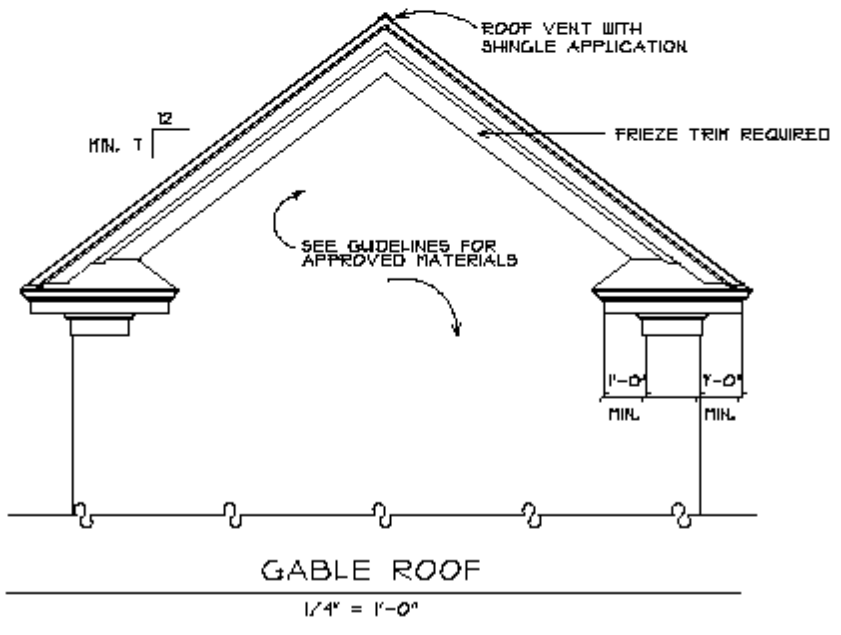 ROOF VENT WITH
SHINGLE APPLICATION
12
MIN. 7
FRIEZE TRIM REQUIRED
SEE GUIDELINES FOR
APPROVED MATERIALS
1'-0" 1'-0"
MIN. MIN.
GABLE ROOF
1/4" = 1'-0"